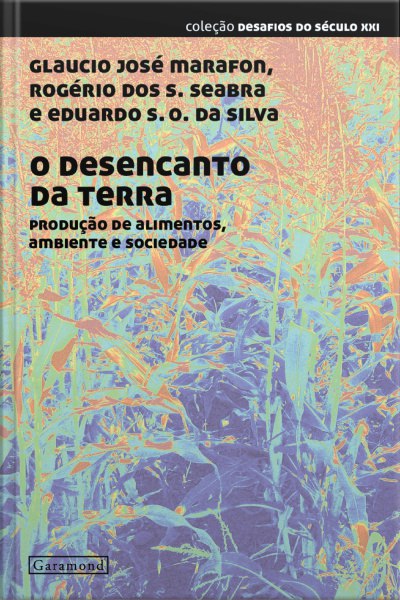 coleção DESAFIOS DO SÉCULO XXI
GLAUCIO JOSÉ MARAFON,
ROGÉRIO DOS S. SEABRA
E EDUARDO S. O. DA SILVA
O DESENCANTO
DA TERRA
PRODUÇÃO DE ALIMENTOS,
AMBIENTE E SOCIEDADE
Garamond